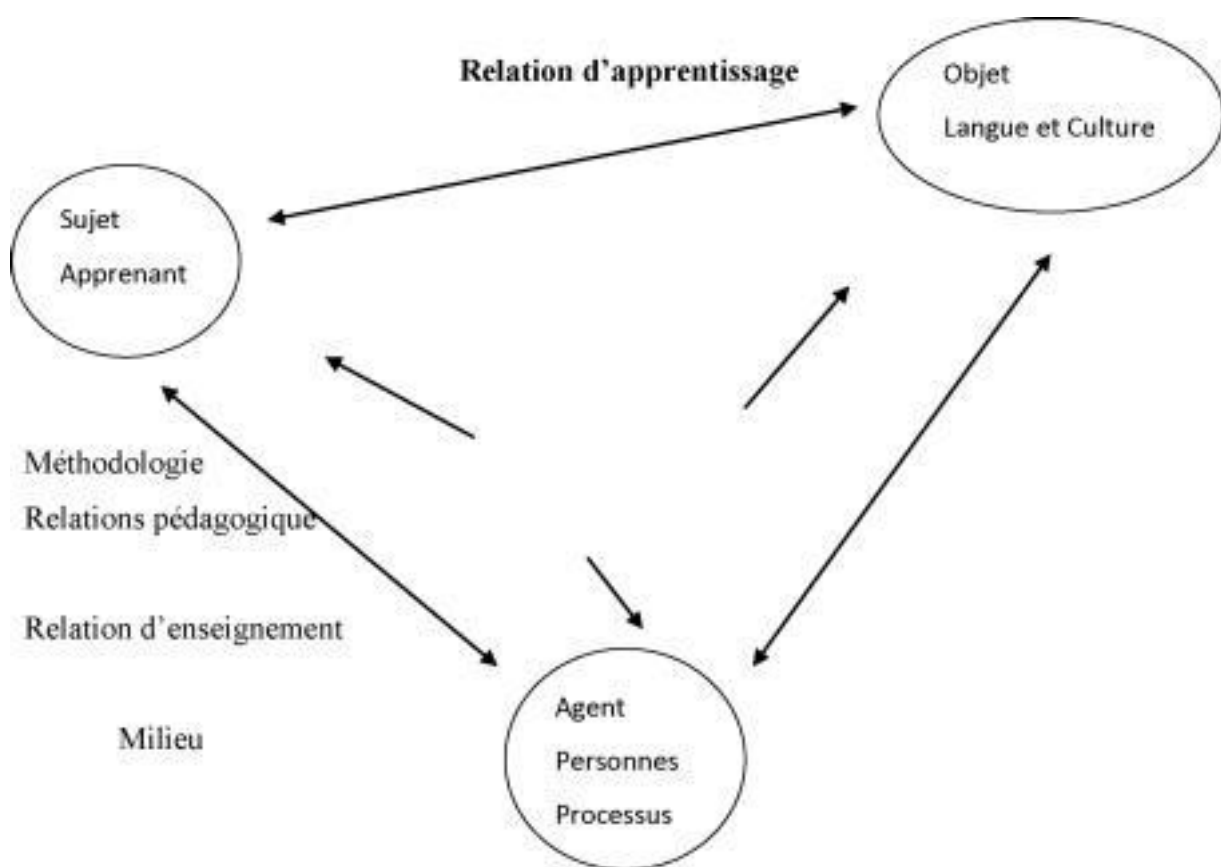 Relation d'apprentissage
Objet
Langue et Culture
Sujet
Apprenant
Méthodologie
Relations pédagogique
Relation d'enseignement
Milieu
Agent
Personnes
Processus